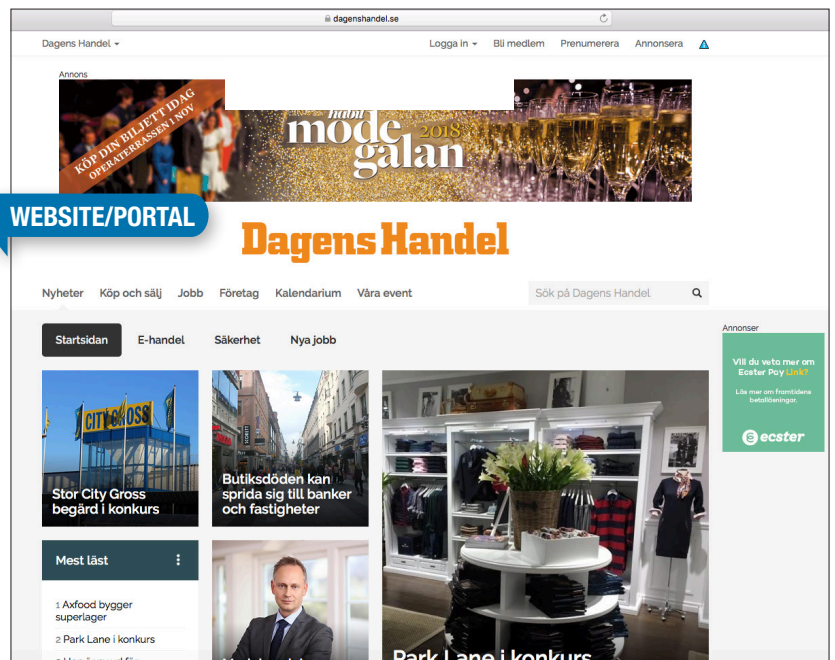 dagenshandel.se
Dagens Handel
Logga in
Bli medlem
Prenumerera
Annonsera
Annons
KÖP DIN BILJETT IDAG
OPERATERRASSEN 1 NOV
habit
mode 2018
galan
WEBSITE/PORTAL
Dagens Handel
Nyheter
Köp och sälj
Jobb
Företag
Kalendarium
Våra event
Sök på Dagens Handel
Startsidan
E-handel
Säkerhet
Nya jobb
Annonser
Vill du veta mer om
Ecster Pay Link?
Läs mer om framtidens
betallösningar.
ecster
CITY GROSS
Stor City Gross
begärd i konkurs
Butiksdöden kan
sprida sig till banker
och fastigheter
Mest läst
1 Axfood bygger
superlager
2 Park Lane i konkurs
Park Lane i konkurs